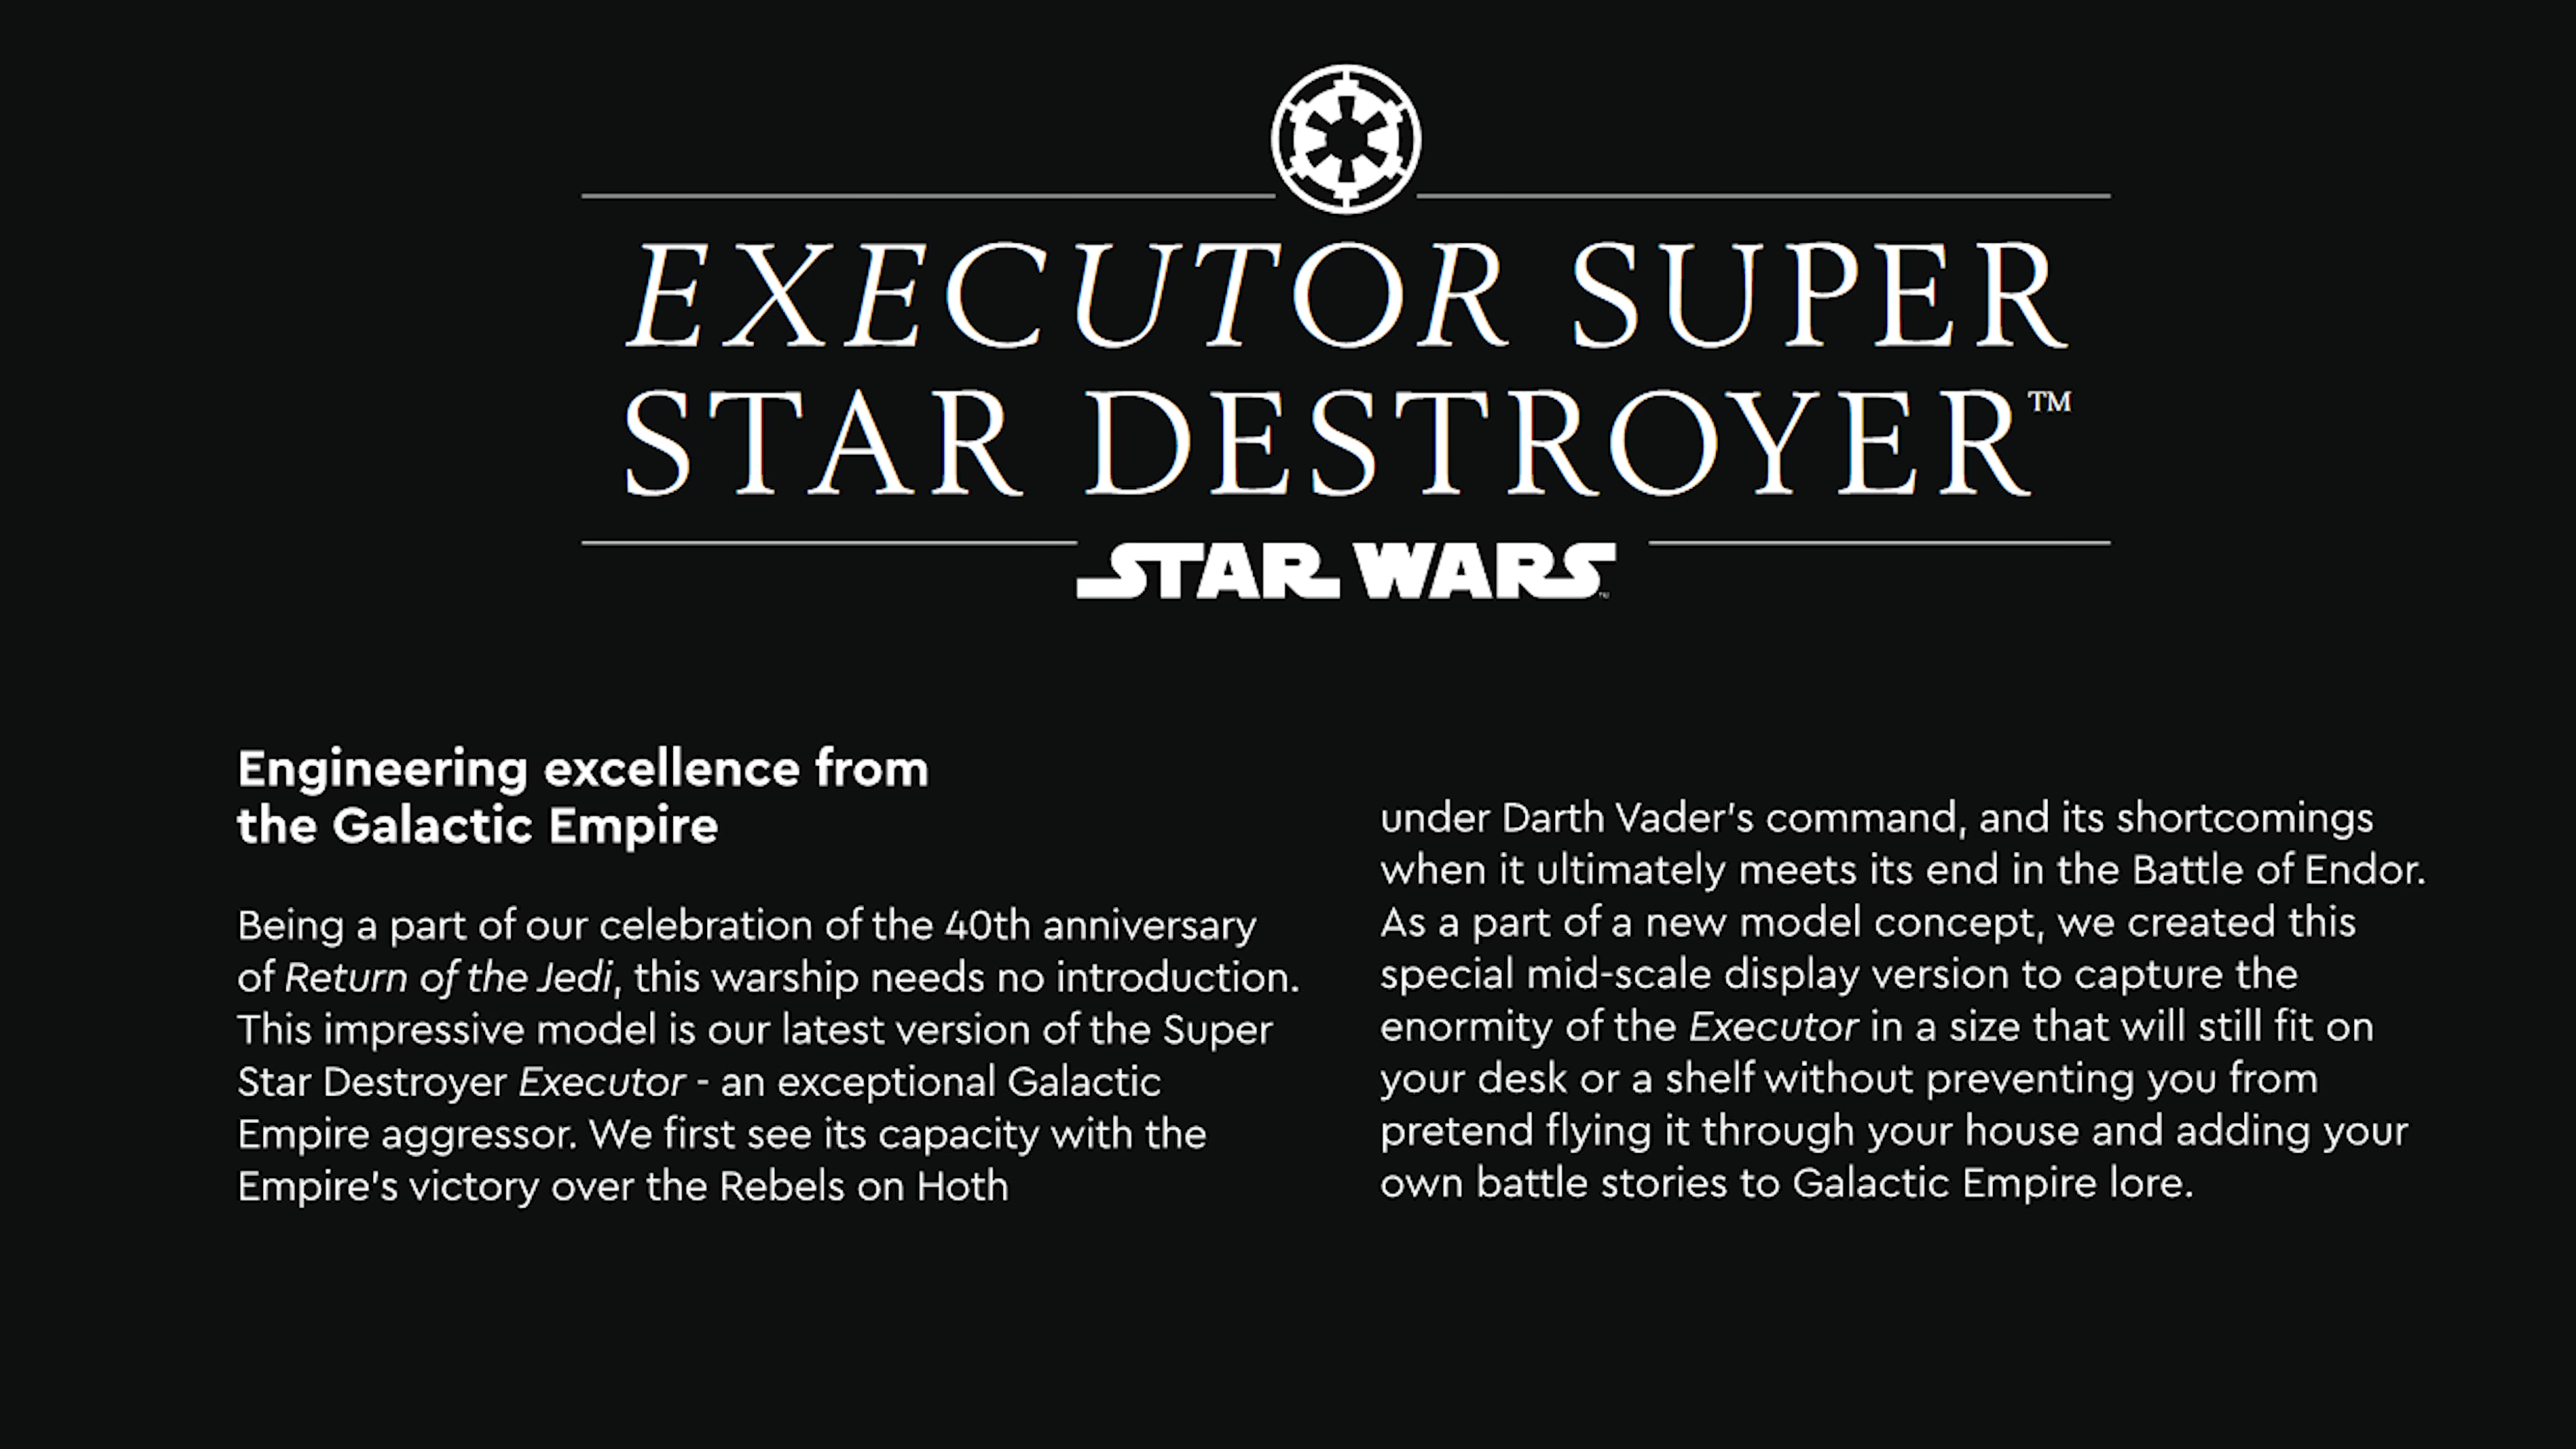 EXECUTOR SUPER
STAR DESTROYER™
STAR WARS™
Engineering excellence from
the Galactic Empire
Being a part of our celebration of the 40th anniversary
of Return of the Jedi, this warship needs no introduction.
This impressive model is our latest version of the Super
Star Destroyer Executor - an exceptional Galactic
Empire aggressor. We first see its capacity with the
Empire's victory over the Rebels on Hoth
under Darth Vader's command, and its shortcomings
when it ultimately meets its end in the Battle of Endor.
As a part of a new model concept, we created this
special mid-scale display version to capture the
enormity of the Executor in a size that will still fit on
your desk or a shelf without preventing you from
pretend flying it through your house and adding your
own battle stories to Galactic Empire lore.